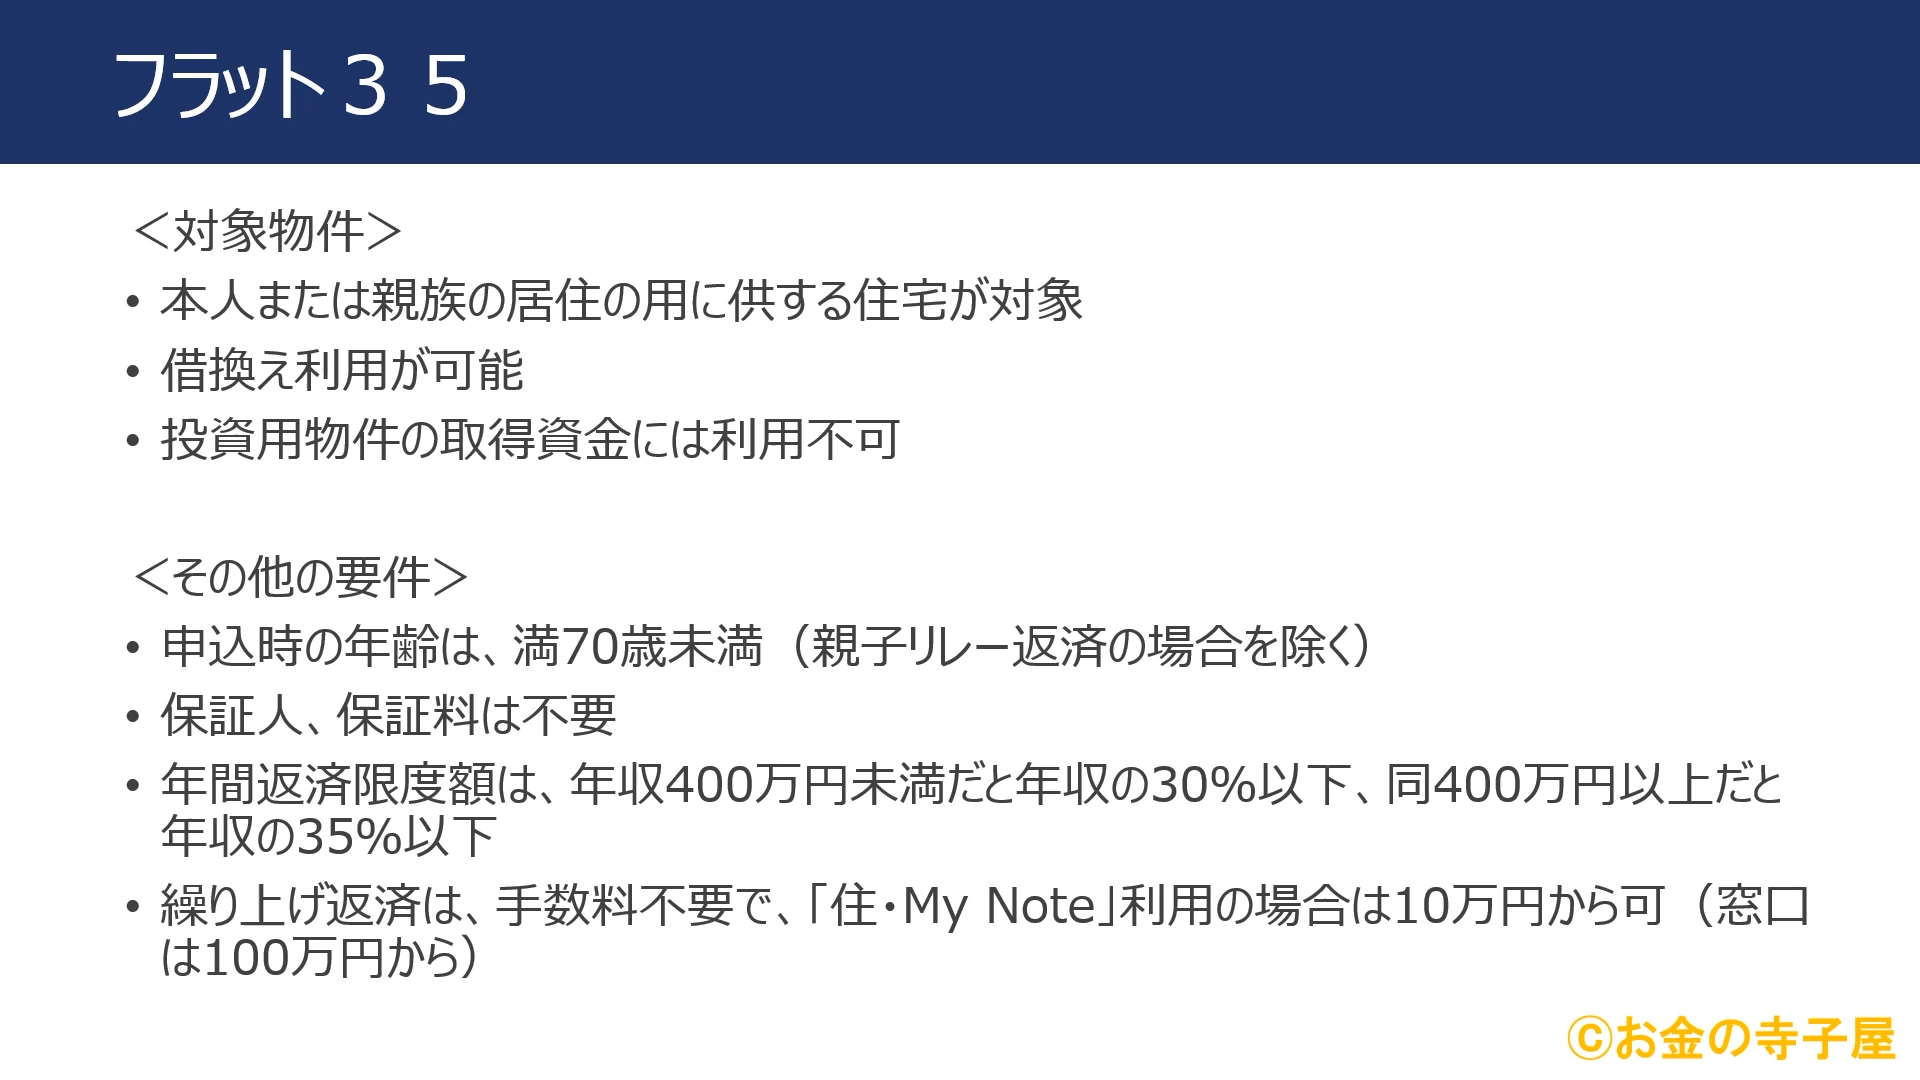 フラット３５
＜対象物件＞
• 本人または親族の居住の用に供する住宅が対象
• 借換え利用が可能
• 投資用物件の取得資金には利用不可
＜その他の要件＞
• 申込時の年齢は、満70歳未満（親子リレー返済の場合を除く）
• 保証人、保証料は不要
• 年間返済限度額は、年収400万円未満だと年収の30%以下、同400万円以上だと
年収の35%以下
• 繰り上げ返済は、手数料不要で、「住・My Note」利用の場合は10万円から可（窓口
は100万円から）
©お金の寺子屋